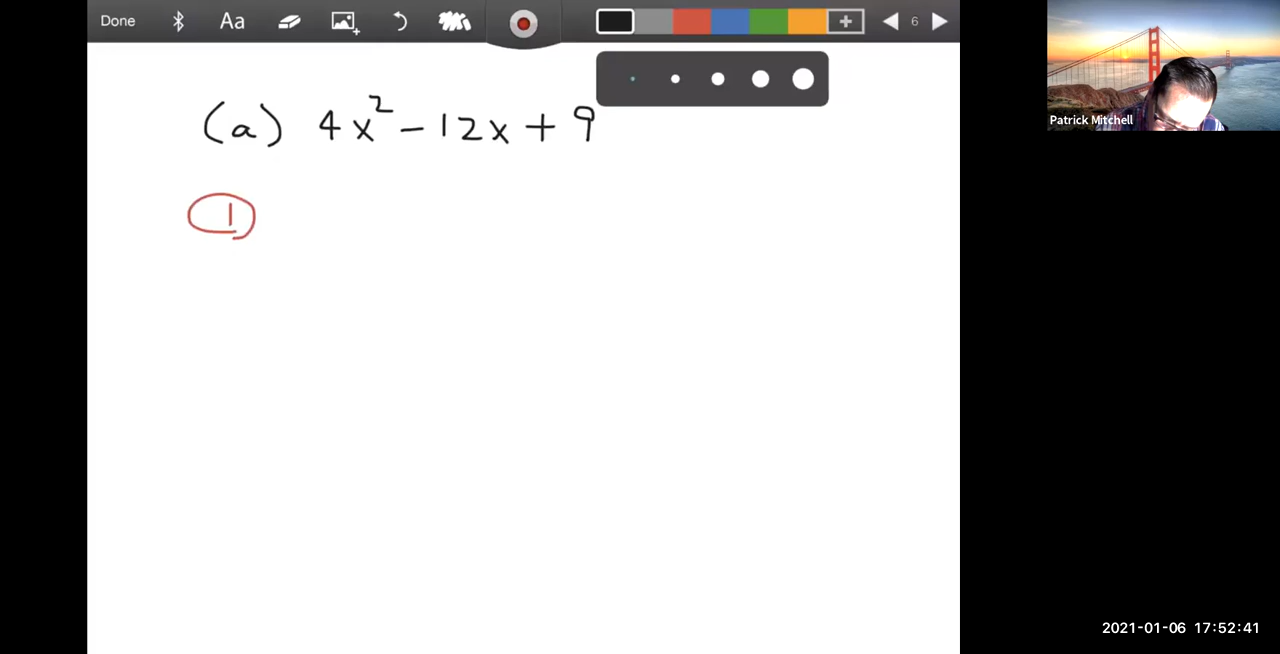 Done Aa 6
(a) 4x² - 12x + 9
1
Patrick Mitchell
2021-01-06 17:52:41